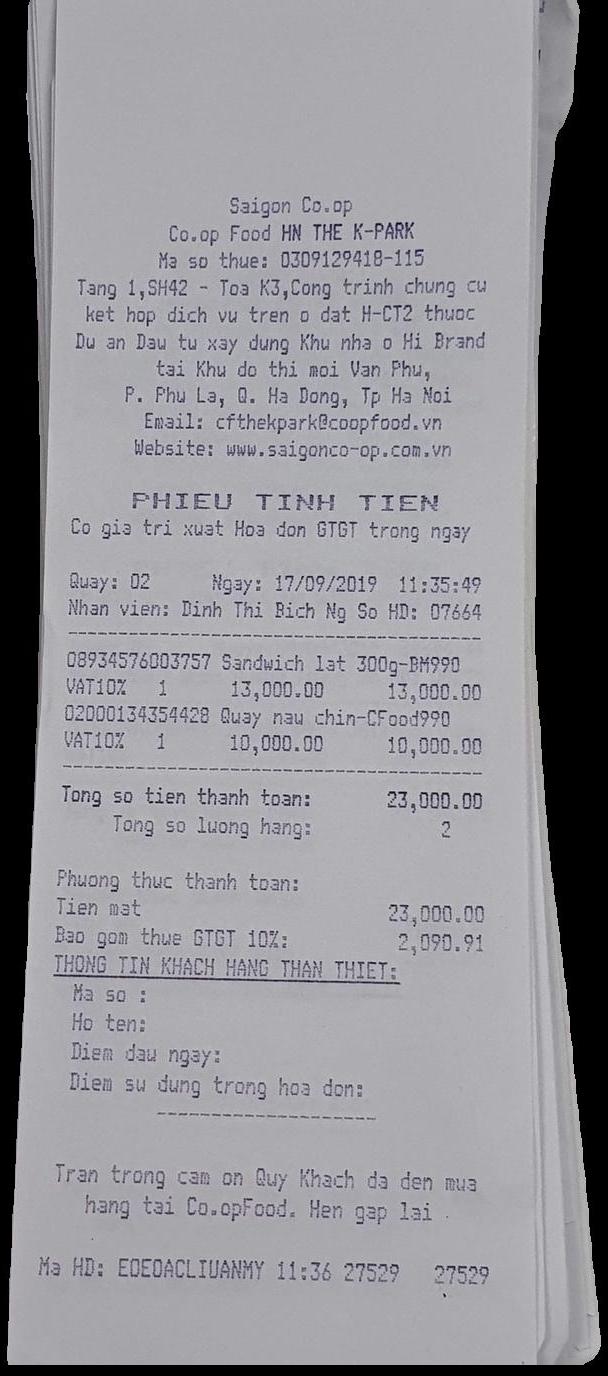 Saigon Co.op
Co.op Food HN THE K-PARK
Ma so thue: 0309129418-115
Tang 1,SH42 - Toa K3,Cong trinh chung cu
ket hop dich vu tren o dat H-CT2 thuoc
Du an Dau tu xay dung Khu nha o Hi Brand
tai Khu do thi moi Van Phu,
P. Phu La, Q. Ha Dong, Tp Ha Noi
Email: cfthekpark@coopfood.vn
Website: www.saigonco-op.com.vn
PHIEU TINH TIEN
Co gia tri xuat Hoa don GTGT trong ngay
Quay: 02 Ngay: 17/09/2019 11:35:49
Nhan vien: Dinh Thi Bich Ng So HD: 07664
08934576003757 Sandwich lat 300g-BM990
VAT10% 1 13,000.00 13,000.00
02000134354428 Quay nau chin-CFood990
VAT10% 1 10,000.00 10,000.00
Tong so tien thanh toan: 23,000.00
Tong so luong hang: 2
Phuong thuc thanh toan:
Tien mat 23,000.00
Bao gom thue GTGT 10%: 2,090.91
THONG TIN KHACH HANG THAN THIET:
Ma so :
Ho ten:
Diem dau ngay:
Diem su dung trong hoa don:
Tran trong cam on Quy Khach da den mua
hang tai Co.opFood. Hen gap lai .
Ma HD: EOEOACLIUANMY 11:36 27529 27529